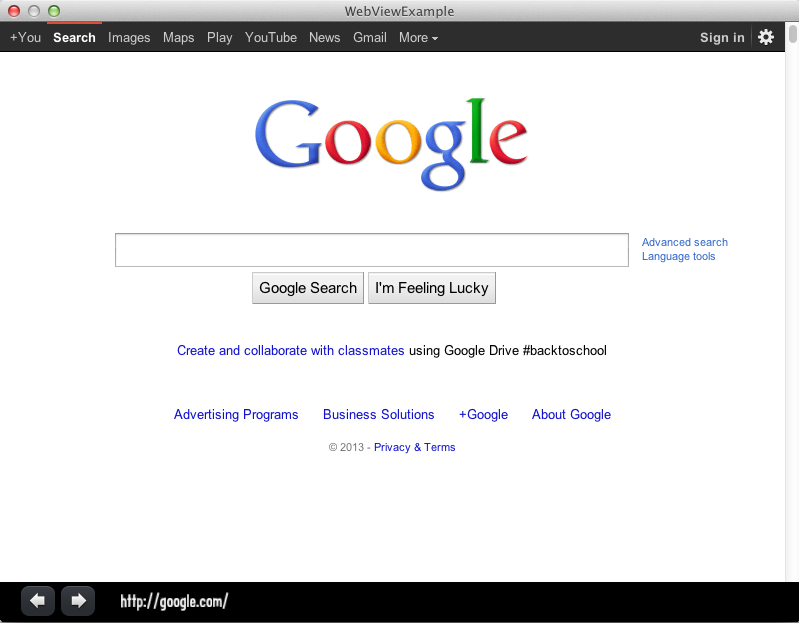 WebViewExample
+You Search Images Maps Play YouTube News Gmail More Sign in
Google
Advanced search
Language tools
Google Search I'm Feeling Lucky
Create and collaborate with classmates using Google Drive #backtoschool
Advertising Programs Business Solutions +Google About Google
© 2013 - Privacy & Terms
http://google.com/